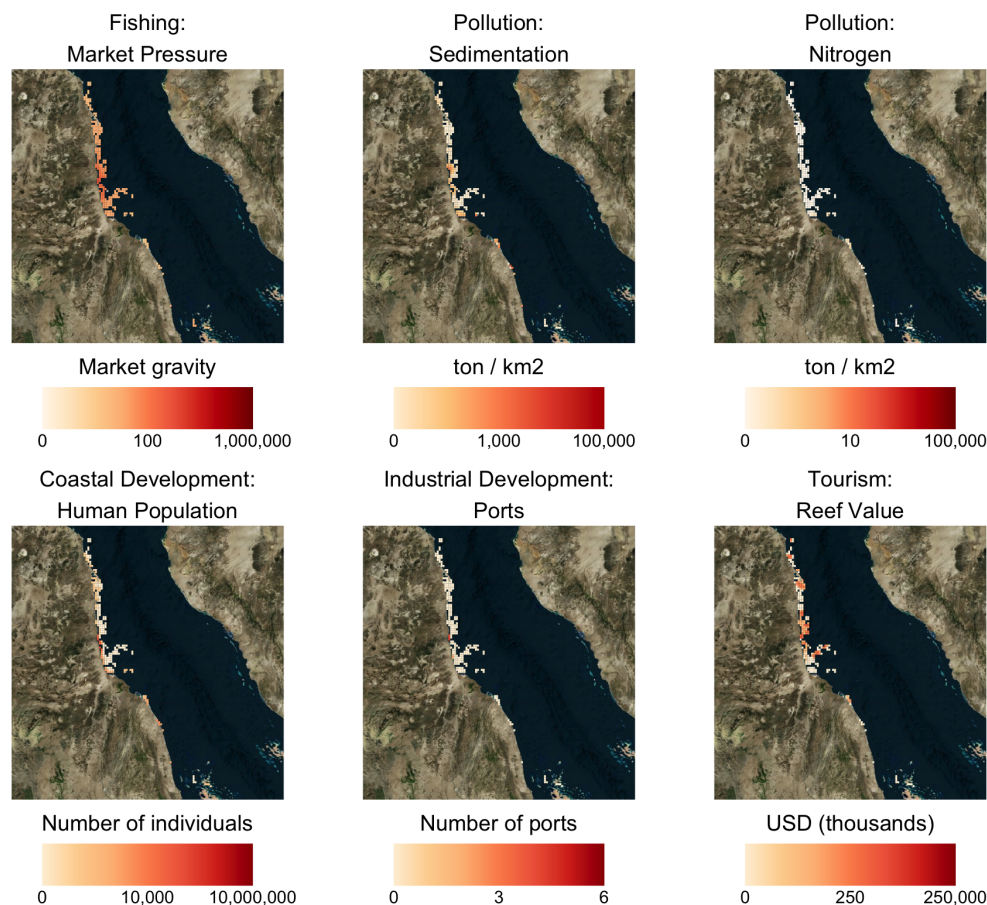 Fishing:
Market Pressure
Pollution:
Sedimentation
Pollution:
Nitrogen
Market gravity
0 100 1,000,000
ton / km2
0 1,000 100,000
ton / km2
0 10 100,000
Coastal Development:
Human Population
Industrial Development:
Ports
Tourism:
Reef Value
Number of individuals
0 10,000 10,000,000
Number of ports
0 3 6
USD (thousands)
0 250 250,000